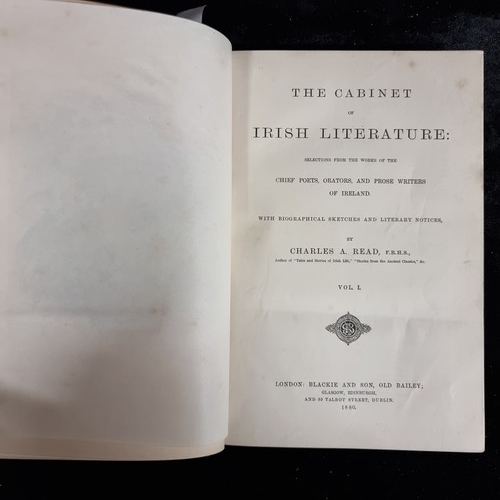 THE CABINET
OF
IRISH LITERATURE:
SELECTIONS FROM THE WORKS OF THE
CHIEF POETS, ORATORS, AND PROSE WRITERS
OF IRELAND.
WITH BIOGRAPHICAL SKETCHES AND LITERARY NOTICES,
BY
CHARLES A. READ, F.R.H.S.,
Author of "Tales and Stories of Irish Life," "Stories from the Ancient Classics," &c.
VOL. I.
LONDON: BLACKIE AND SON, OLD BAILEY;
GLASGOW, EDINBURGH,
AND 89 TALBOT STREET, DUBLIN.
1880.